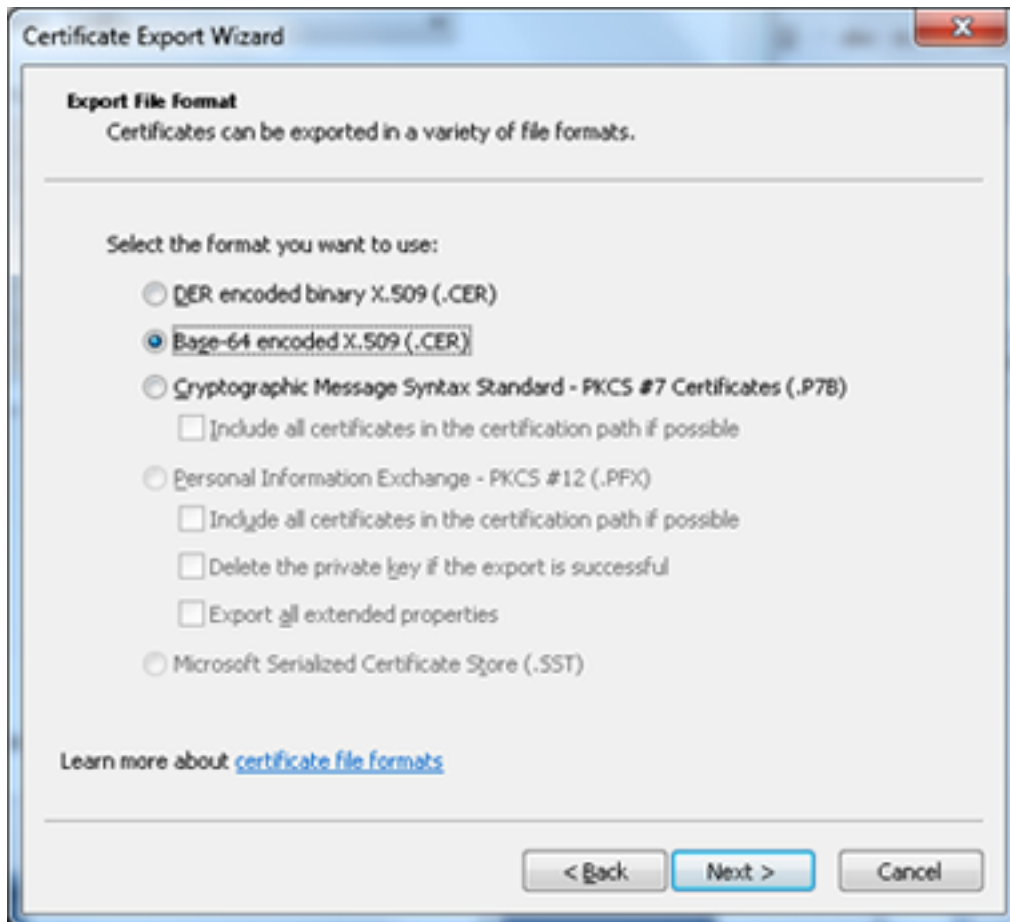 Certificate Export Wizard
Export File Format
Certificates can be exported in a variety of file formats.
Select the format you want to use:
DER encoded binary X.509 (.CER)
Base-64 encoded X.509 (.CER)
Cryptographic Message Syntax Standard - PKCS #7 Certificates (.P7B)
Include all certificates in the certification path if possible
Personal Information Exchange - PKCS #12 (.PFX)
Include all certificates in the certification path if possible
Delete the private key if the export is successful
Export all extended properties
Microsoft Serialized Certificate Store (.SST)
Learn more about certificate file formats
< Back Next > Cancel